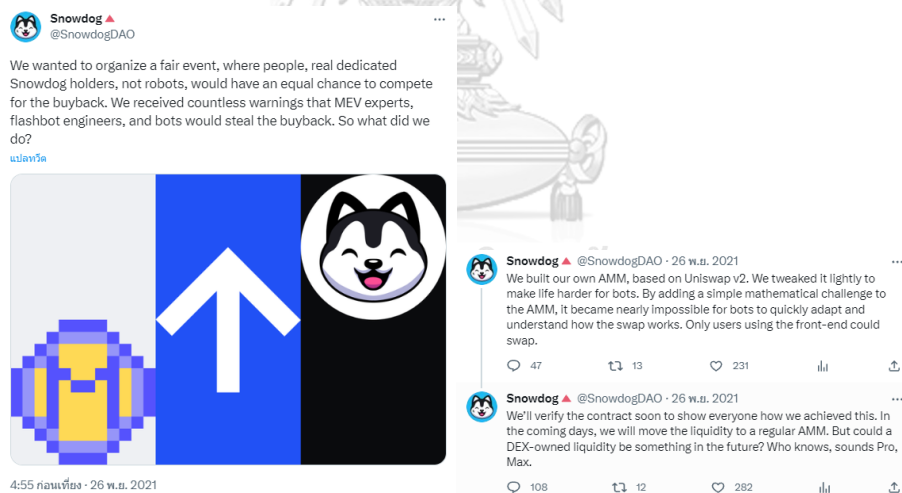 Snowdog
@SnowdogDAO
We wanted to organize a fair event, where people, real dedicated
Snowdog holders, not robots, would have an equal chance to compete
for the buyback. We received countless warnings that MEV experts,
flashbot engineers, and bots would steal the buyback. So what did we
do?
แปลทวีต
4:55 ก่อนเที่ยง · 26 พ.ย. 2021
Snowdog @SnowdogDAO · 26 พ.ย. 2021
We built our own AMM, based on Uniswap v2. We tweaked it lightly to
make life harder for bots. By adding a simple mathematical challenge to
the AMM, it became nearly impossible for bots to quickly adapt and
understand how the swap works. Only users using the front-end could
swap.
47 13 231
Snowdog @SnowdogDAO · 26 พ.ย. 2021
We'll verify the contract soon to show everyone how we achieved this. In
the coming days, we will move the liquidity to a regular AMM. But could a
DEX-owned liquidity be something in the future? Who knows, sounds Pro,
Max.
108 12 282